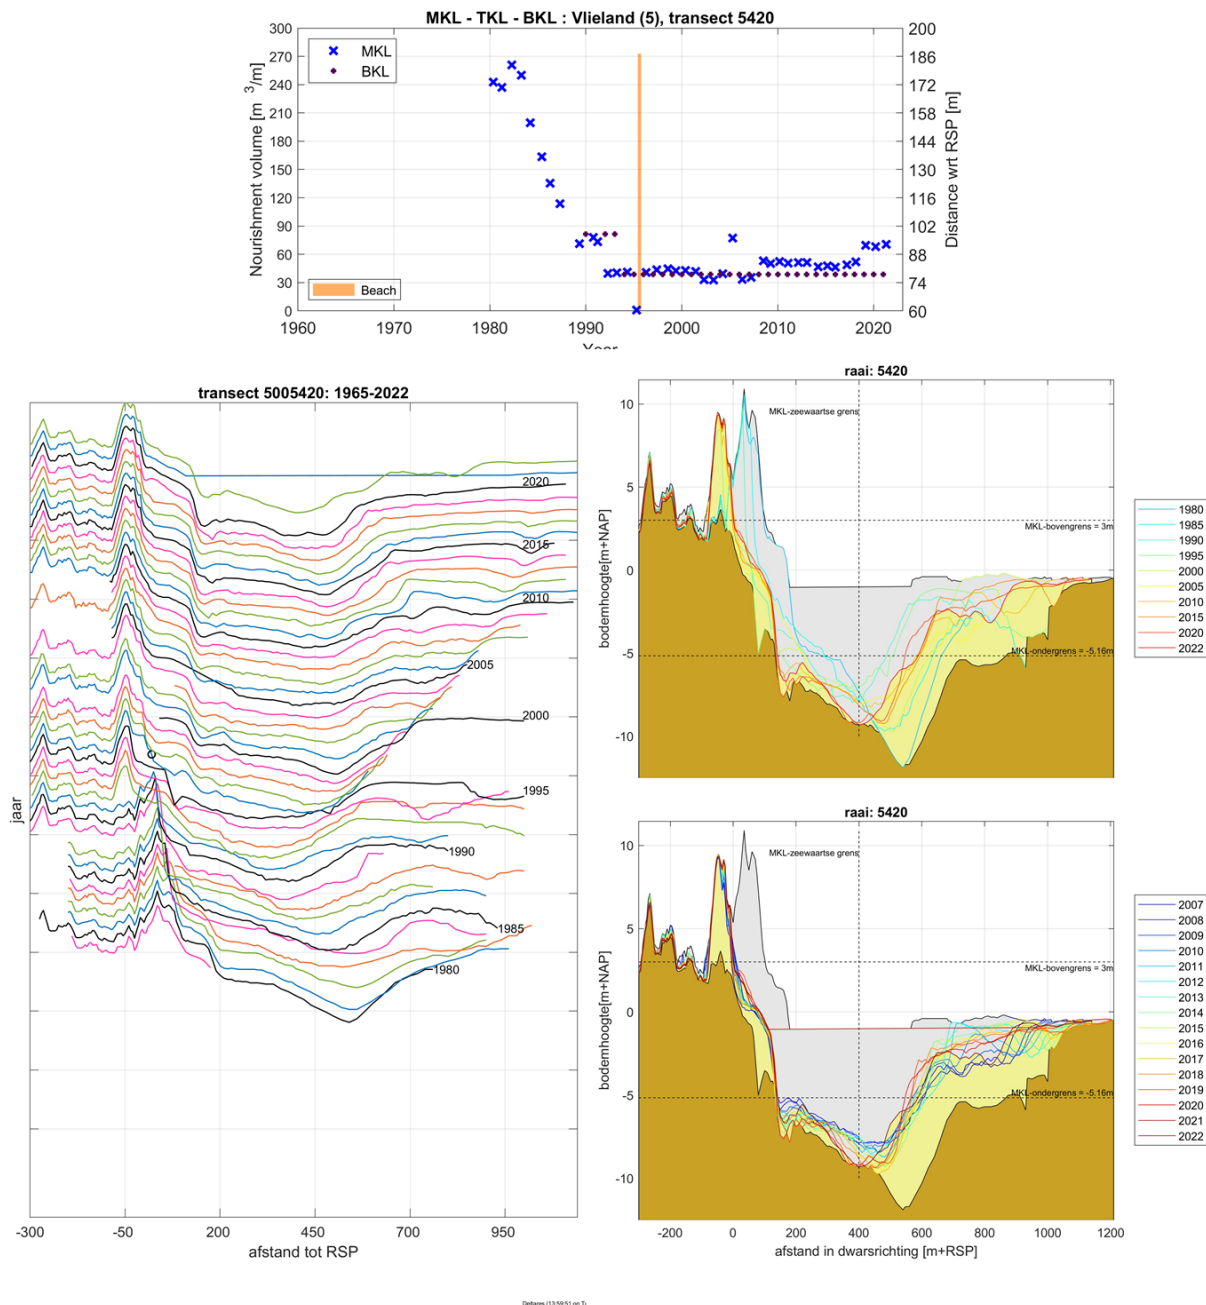 MKL - TKL - BKL : Vlieland (5), transect 5420
Nourishment volume [m 3/m]
300
270
240
210
180
150
120
90
60
30
0
MKL
BKL
Beach
200
186
172
158
144
130
116
102
88
74
60
Distance wrt RSP [m]
1960 1970 1980 1990 2000 2010 2020
Year
transect 5005420: 1965-2022
jaar
2020
2015
2010
2005
2000
1995
1990
1985
1980
-300 -50 200 450 700 950
afstand tot RSP
raai: 5420
bodemhoogte[m+NAP]
10
5
0
-5
-10
MKL-zeewaartse grens
MKL-bovengrens = 3m
MKL-ondergrens = -5.16m
1980
1985
1990
1995
2000
2005
2010
2015
2020
2022
raai: 5420
bodemhoogte[m+NAP]
10
5
0
-5
-10
MKL-zeewaartse grens
MKL-bovengrens = 3m
MKL-ondergrens = -5.16m
-200 0 200 400 600 800 1000 1200
afstand in dwarsrichting [m+RSP]
2007
2008
2009
2010
2011
2012
2013
2014
2015
2016
2017
2018
2019
2020
2021
2022